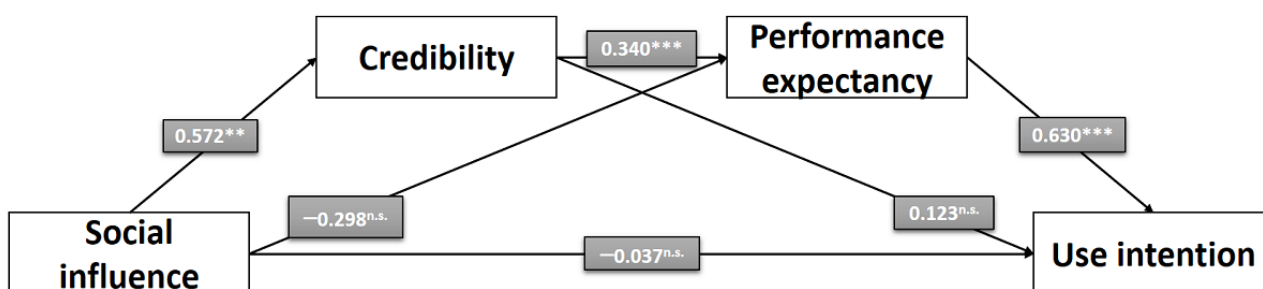 Credibility
0.340***
Performance
expectancy
0.572**
0.630***
−0.298n.s.
0.123n.s.
Social
influence
−0.037n.s.
Use intention